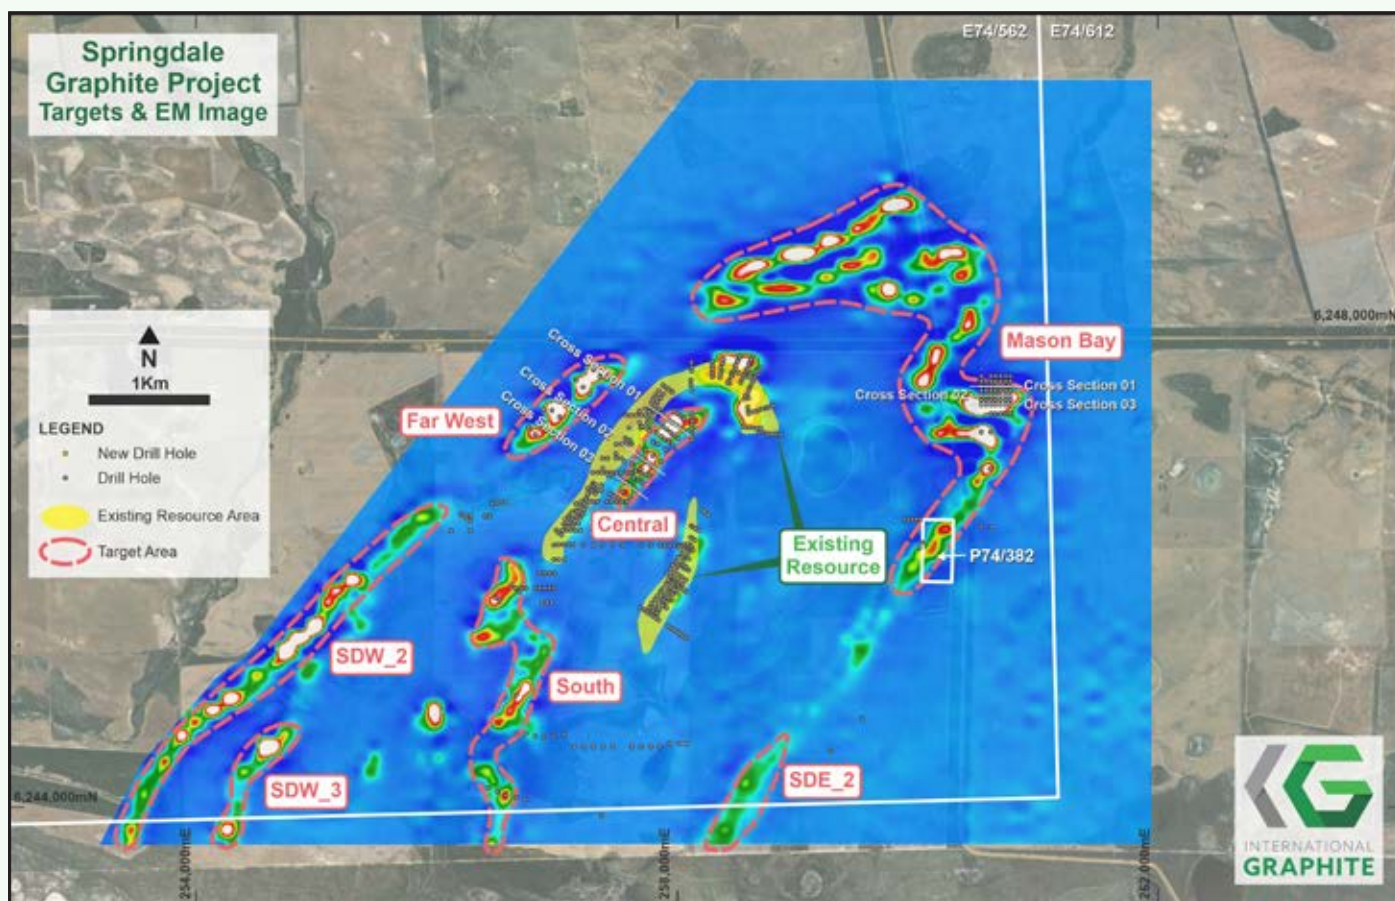 Springdale
Graphite Project
Targets & EM Image
E74/562
E74/612
6,248,000mN
N
1Km
LEGEND
New Drill Hole
Drill Hole
Existing Resource Area
Target Area
Cross Section 01
Cross Section 02
Cross Section 03
Far West
Mason Bay
Cross Section 01
Cross Section 02
Cross Section 03
Central
Existing
Resource
P74/382
SDW_2
South
SDW_3
SDE_2
6,244,000mN
254,000mE
258,000mE
262,000mE
INTERNATIONAL
GRAPHITE